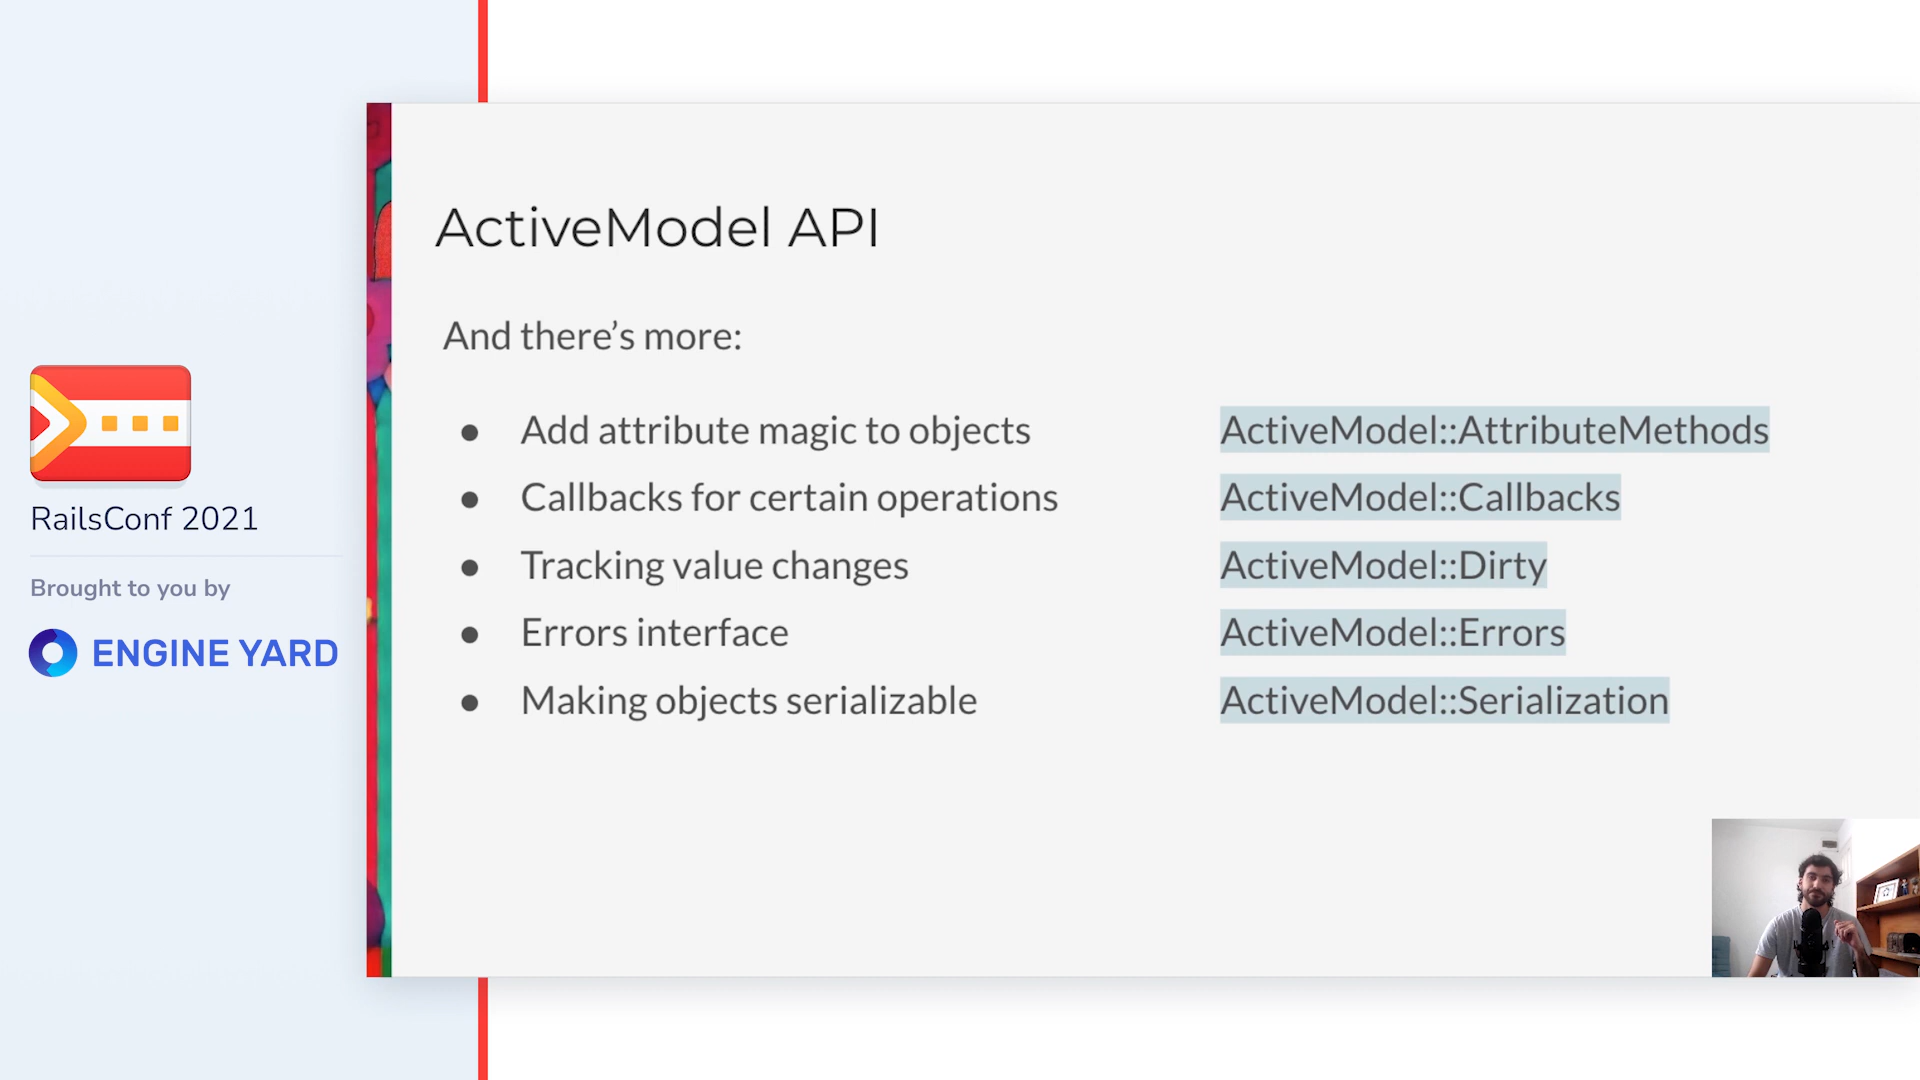 RailsConf 2021
Brought to you by
ENGINE YARD
ActiveModel API
And there’s more:
● Add attribute magic to objects ActiveModel::AttributeMethods
● Callbacks for certain operations ActiveModel::Callbacks
● Tracking value changes ActiveModel::Dirty
● Errors interface ActiveModel::Errors
● Making objects serializable ActiveModel::Serialization